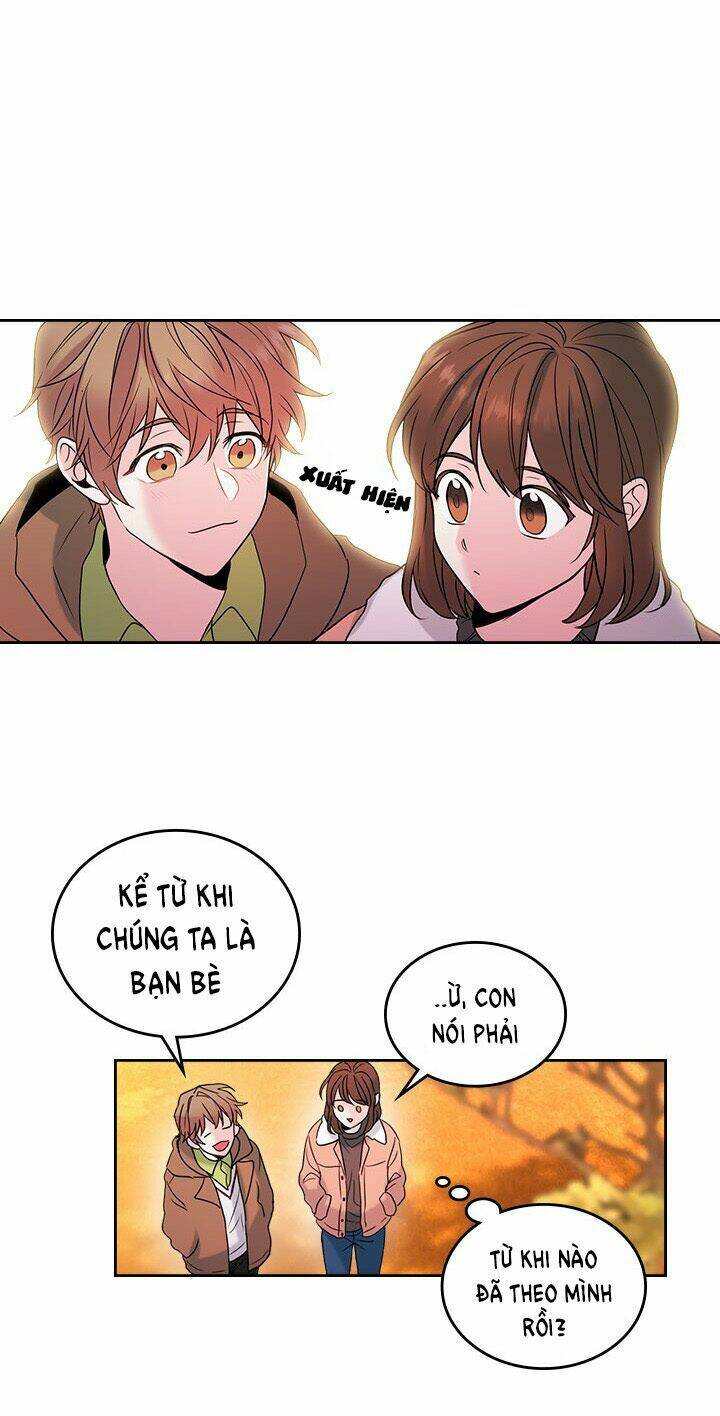 XUẤT HIỆN
KỂ TỪ KHI
CHÚNG TA LÀ
BẠN BÈ
..Ừ, CON
NÓI PHẢI
TỪ KHI NÀO
ĐÃ THEO MÌNH
RỒI?